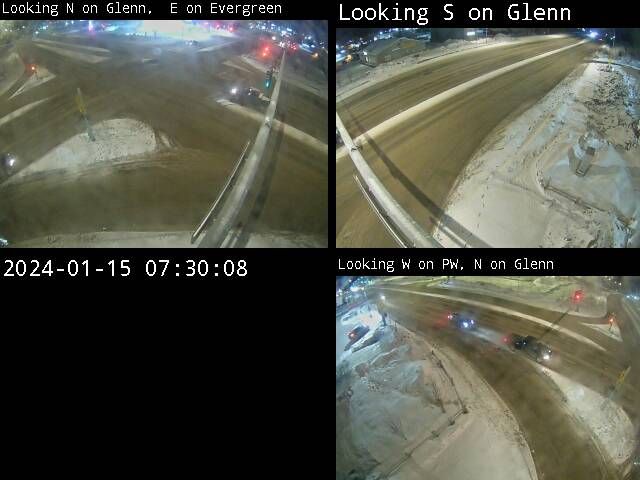 Looking N on Glenn,  E on Evergreen
Looking S on Glenn
2024-01-15 07:30:08
Looking W on PW, N on Glenn